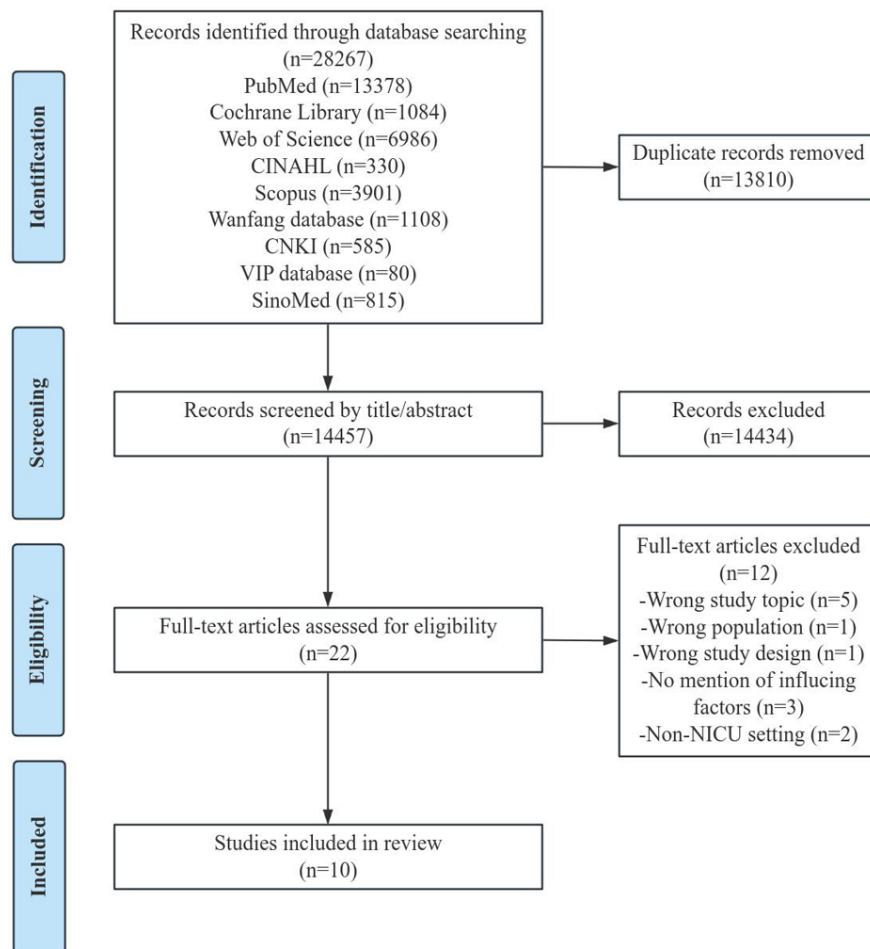 Identification
Records identified through database searching
(n=28267)
PubMed (n=13378)
Cochrane Library (n=1084)
Web of Science (n=6986)
CINAHL (n=330)
Scopus (n=3901)
Wanfang database (n=1108)
CNKI (n=585)
VIP database (n=80)
SinoMed (n=815)
Duplicate records removed
(n=13810)
Screening
Records screened by title/abstract
(n=14457)
Records excluded
(n=14434)
Eligibility
Full-text articles assessed for eligibility
(n=22)
Full-text articles excluded
(n=12)
-Wrong study topic (n=5)
-Wrong population (n=1)
-Wrong study design (n=1)
-No mention of influcing
factors (n=3)
-Non-NICU setting (n=2)
Included
Studies included in review
(n=10)